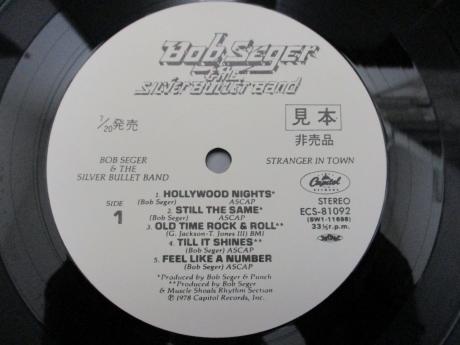 Bob Seger
& the
Silver Bullet Band
7/20発売
見本
非売品
BOB SEGER
& THE
SILVER BULLET BAND
STRANGER IN TOWN
Capitol
SIDE
1
STEREO
ECS-81092
(SW1-11698)
33⅓r.p.m.
1. HOLLYWOOD NIGHTS*
(Bob Seger) ASCAP
2. STILL THE SAME*
(Bob Seger) ASCAP
3. OLD TIME ROCK & ROLL**
(G. Jackson-T. Jones III) BMI
4. TILL IT SHINES**
(Bob Seger) ASCAP
5. FEEL LIKE A NUMBER
(Bob Seger) ASCAP
*Produced by Bob Seger & Punch
**Produced by Bob Seger
& Muscle Shoals Rhythm Section
℗ 1978 Capitol Records, Inc.